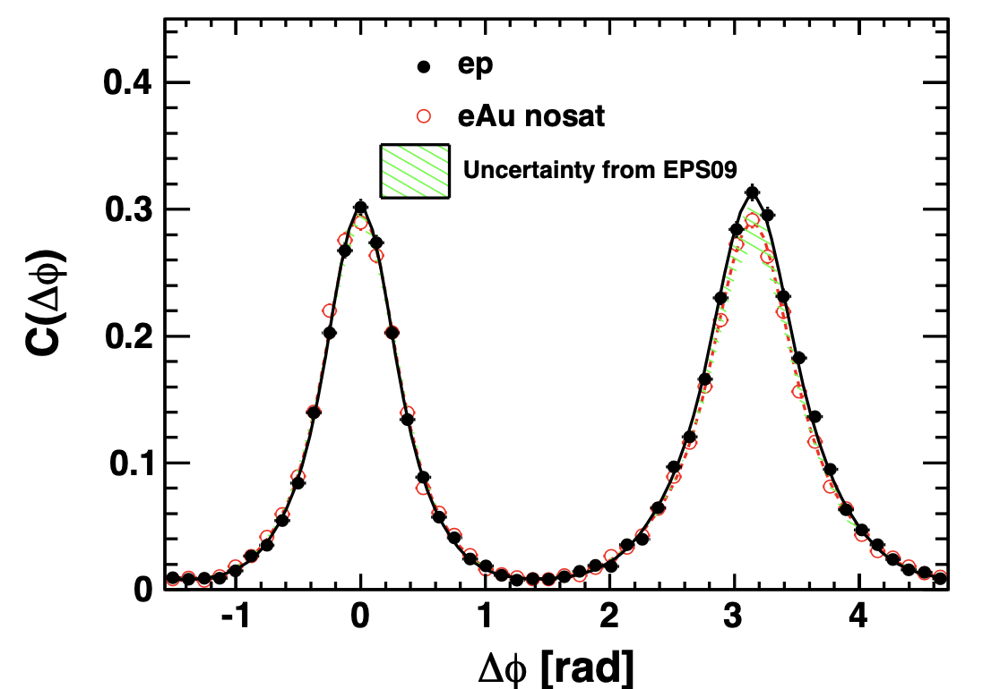 ep
eAu nosat
Uncertainty from EPS09
C(Δϕ)
0.4
0.3
0.2
0.1
0
-1 0 1 2 3 4
Δϕ [rad]